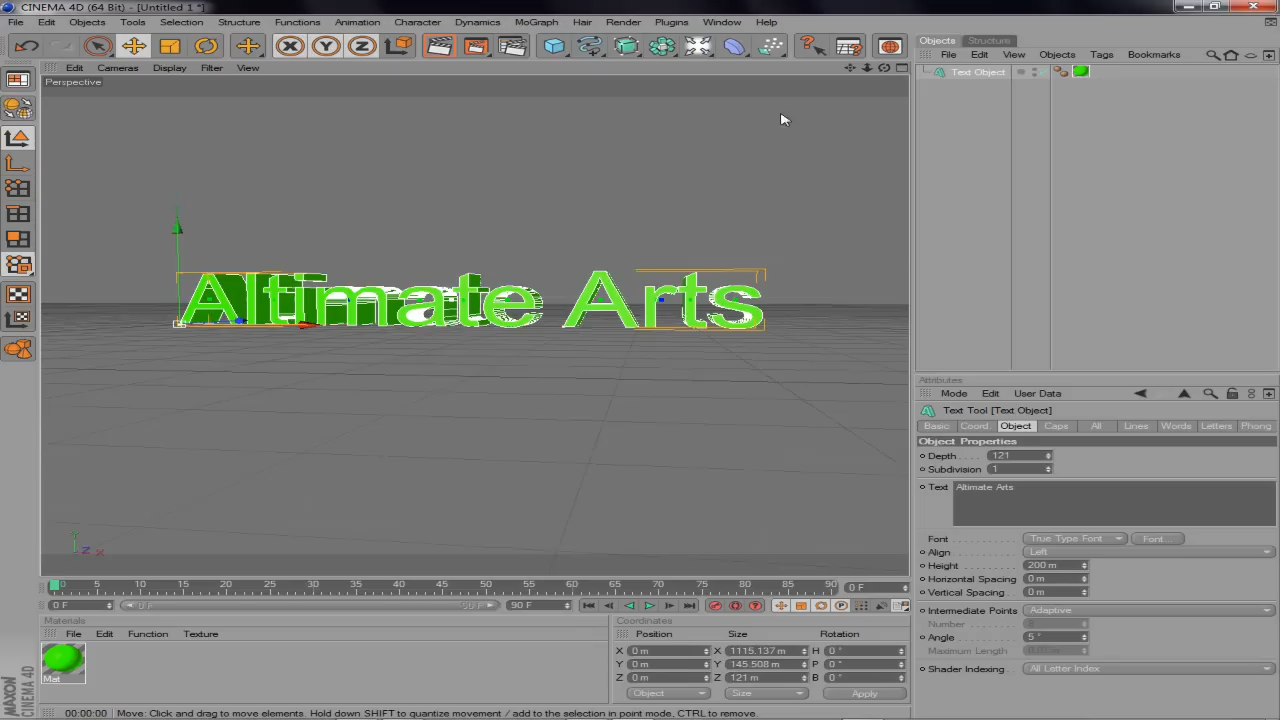 CINEMA 4D (64 Bit) - [Untitled 1 *]
File Edit Objects Tools Selection Structure Functions Animation Character Dynamics MoGraph Hair Render Plugins Window Help
Objects Structure
File Edit View Objects Tags Bookmarks
Edit Cameras Display Filter View
Text Object
Perspective
Altimate Arts
Y Z X
Attributes
Mode Edit User Data
Text Tool [Text Object]
Basic Coord. Object Caps All Lines Words Letters Phong
Object Properties
Depth 121
Subdivision 1
Text Altimate Arts
Font True Type Font Font...
Align Left
Height 200 m
Horizontal Spacing 0 m
Vertical Spacing 0 m
Intermediate Points Adaptive
Number 8
Angle 5 °
Maximum Length
Shader Indexing All Letter Index
0 5 10 15 20 25 30 35 40 45 50 55 60 65 70 75 80 85 90 0 F
0 F 0 F 90 F 90 F
Materials
File Edit Function Texture
Mat
Coordinates
Position Size Rotation
X 0 m X 1115.137 m H 0 °
Y 0 m Y 145.508 m P 0 °
Z 0 m Z 121 m B 0 °
Object Size Apply
MAXON CINEMA 4D
00:00:00 Move: Click and drag to move elements. Hold down SHIFT to quantize movement / add to the selection in point mode, CTRL to remove.